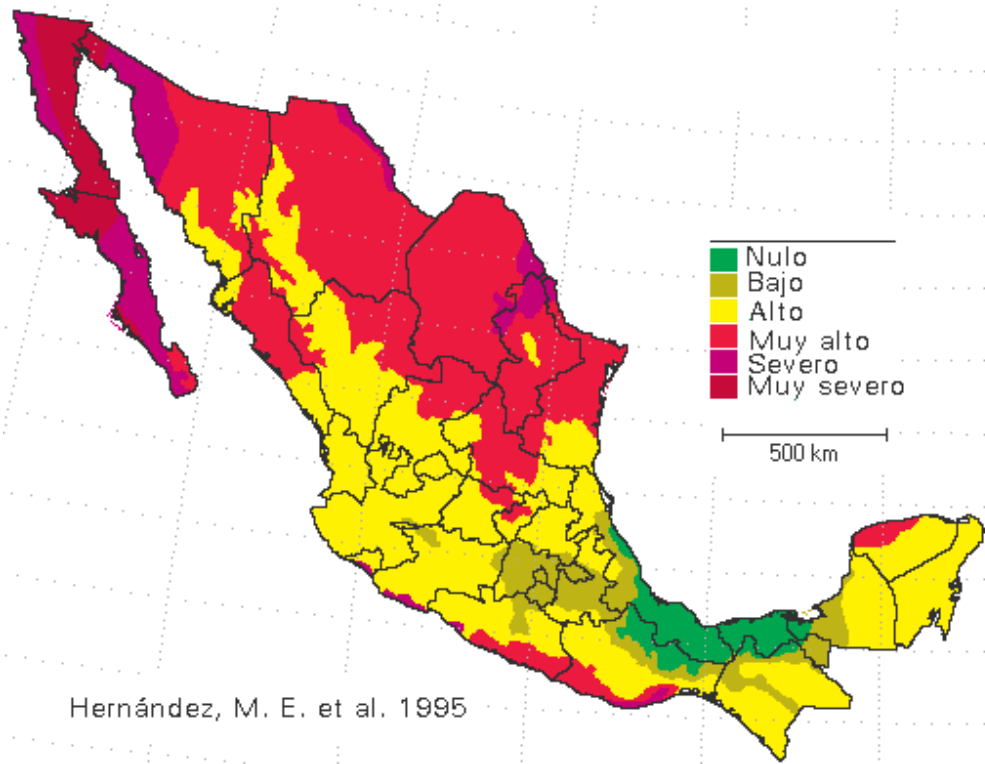 Nulo
Bajo
Alto
Muy alto
Severo
Muy severo
500 km
Hernández, M. E. et al. 1995